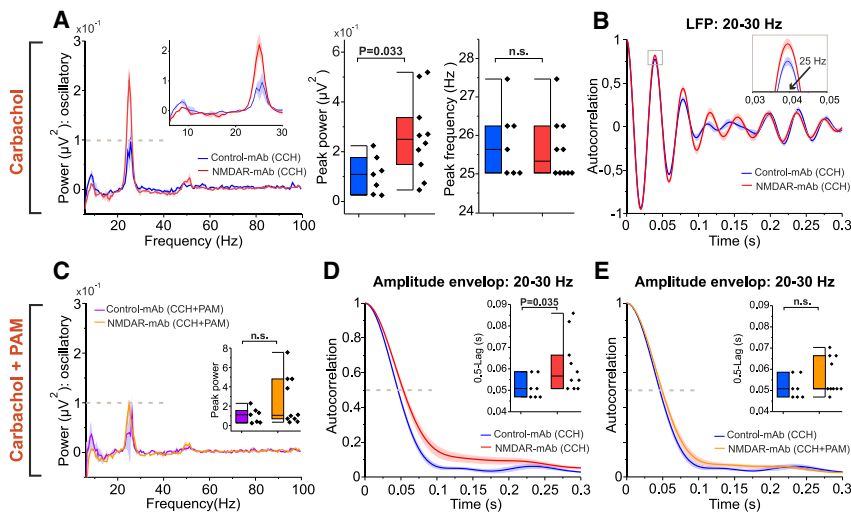 Carbachol
A
×10⁻¹
3
2
1
0
Power (µV²): oscillatory
20 40 60 80 100
Frequency (Hz)
2
1
0
10 20 30
Control-mAb (CCH)
NMDAR-mAb (CCH)
×10⁻¹
6
4
2
0
Peak power (µV²)
P=0.033
28
27
26
25
24
Peak frequency (Hz)
n.s.
B
LFP: 20-30 Hz
1
0,5
0
-0.5
-1
Autocorrelation
0 0.05 0.1 0.15 0.2 0.25 0.3
Time (s)
25 Hz
0,03 0,04 0,05
Control-mAb (CCH)
NMDAR-mAb (CCH)
Carbachol + PAM
C
×10⁻¹
3
2
1
0
Power (µV²): oscillatory
20 40 60 80 100
Frequency(Hz)
Control-mAb (CCH+PAM)
NMDAR-mAb (CCH+PAM)
n.s.
8
6
4
2
0
Peak power
D
Amplitude envelop: 20-30 Hz
1
0.8
0.6
0.4
0.2
0
Autocorrelation
0 0.05 0.1 0.15 0.2 0.25 0.3
Time (s)
P=0.035
0.09
0.08
0.07
0.06
0.05
0.04
0.5-Lag (s)
Control-mAb (CCH)
NMDAR-mAb (CCH)
E
Amplitude envelop: 20-30 Hz
1
0.8
0.6
0.4
0.2
0
Autocorrelation
0 0.05 0.1 0.15 0.2 0.25 0.3
Time (s)
n.s.
0.09
0.08
0.07
0.06
0.05
0.04
0.5-Lag (s)
Control-mAb (CCH)
NMDAR-mAb (CCH+PAM)